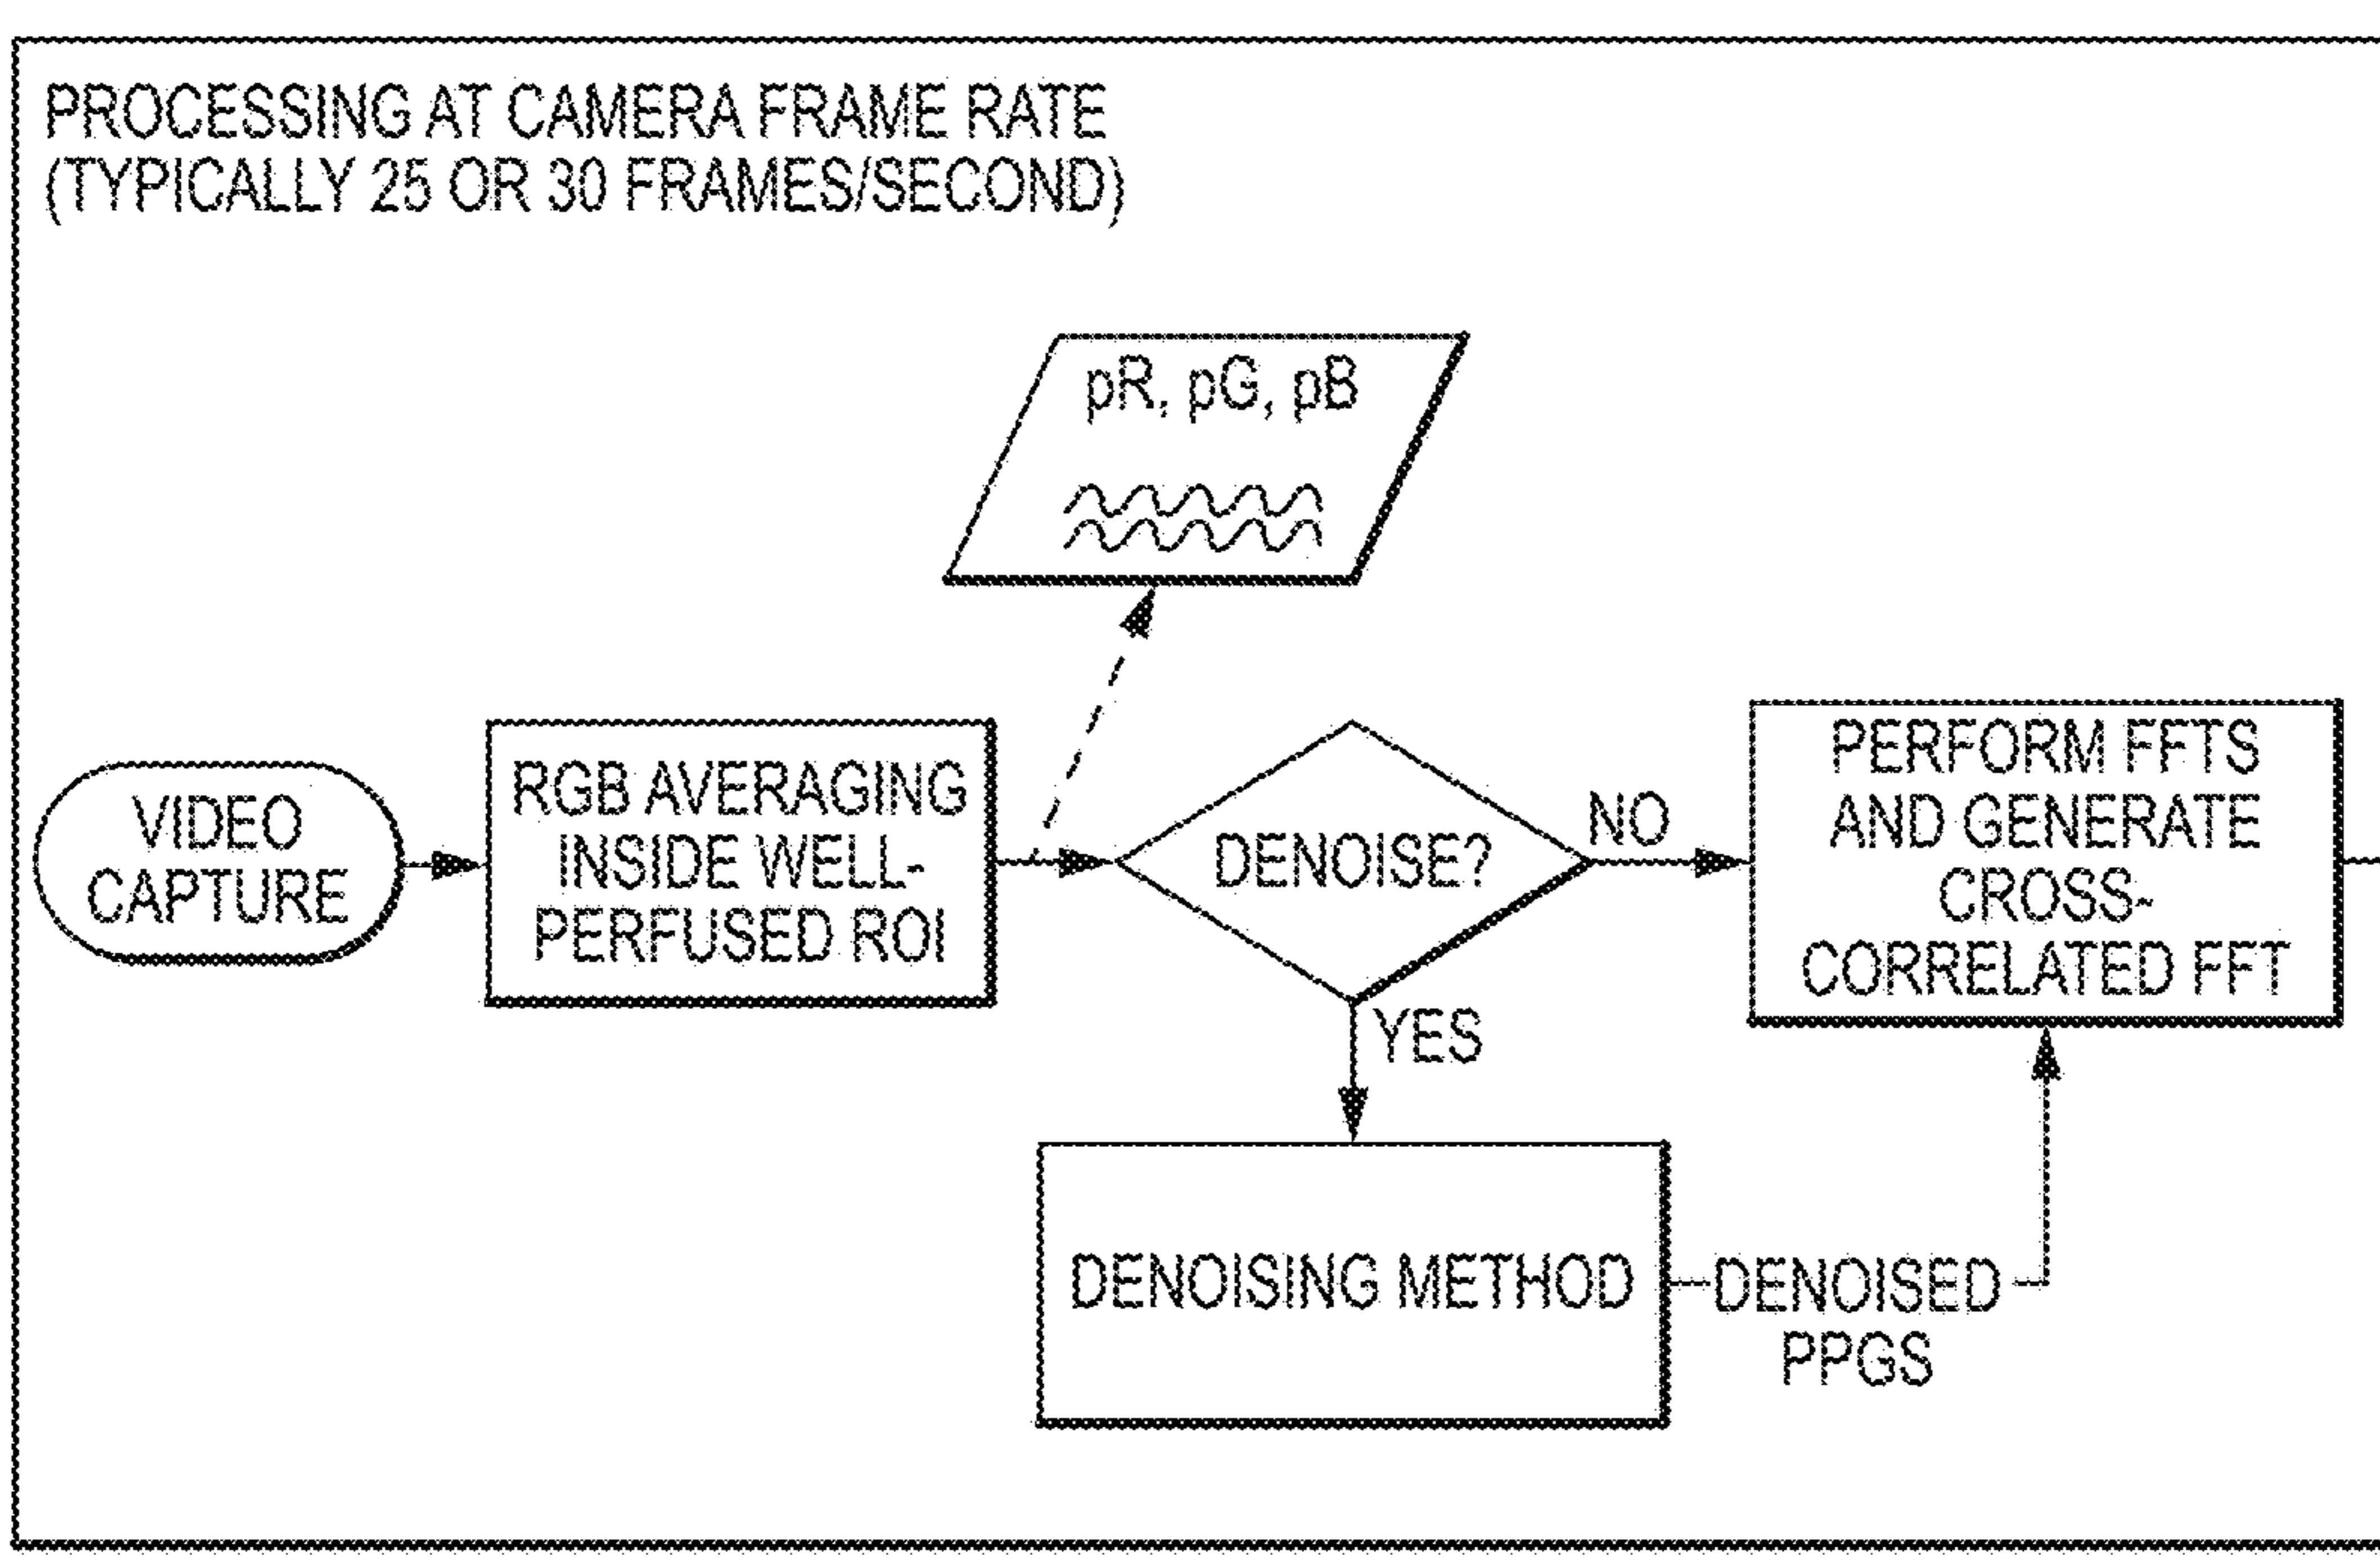 PROCESSING AT CAMERA FRAME RATE
(TYPICALLY 25 OR 30 FRAMES/SECOND)
pR, pG, pB
VIDEO
CAPTURE
RGB AVERAGING
INSIDE WELL-
PERFUSED ROI
DENOISE?
NO
YES
PERFORM FFTS
AND GENERATE
CROSS-
CORRELATED FFT
DENOISING METHOD
DENOISED
PPGS